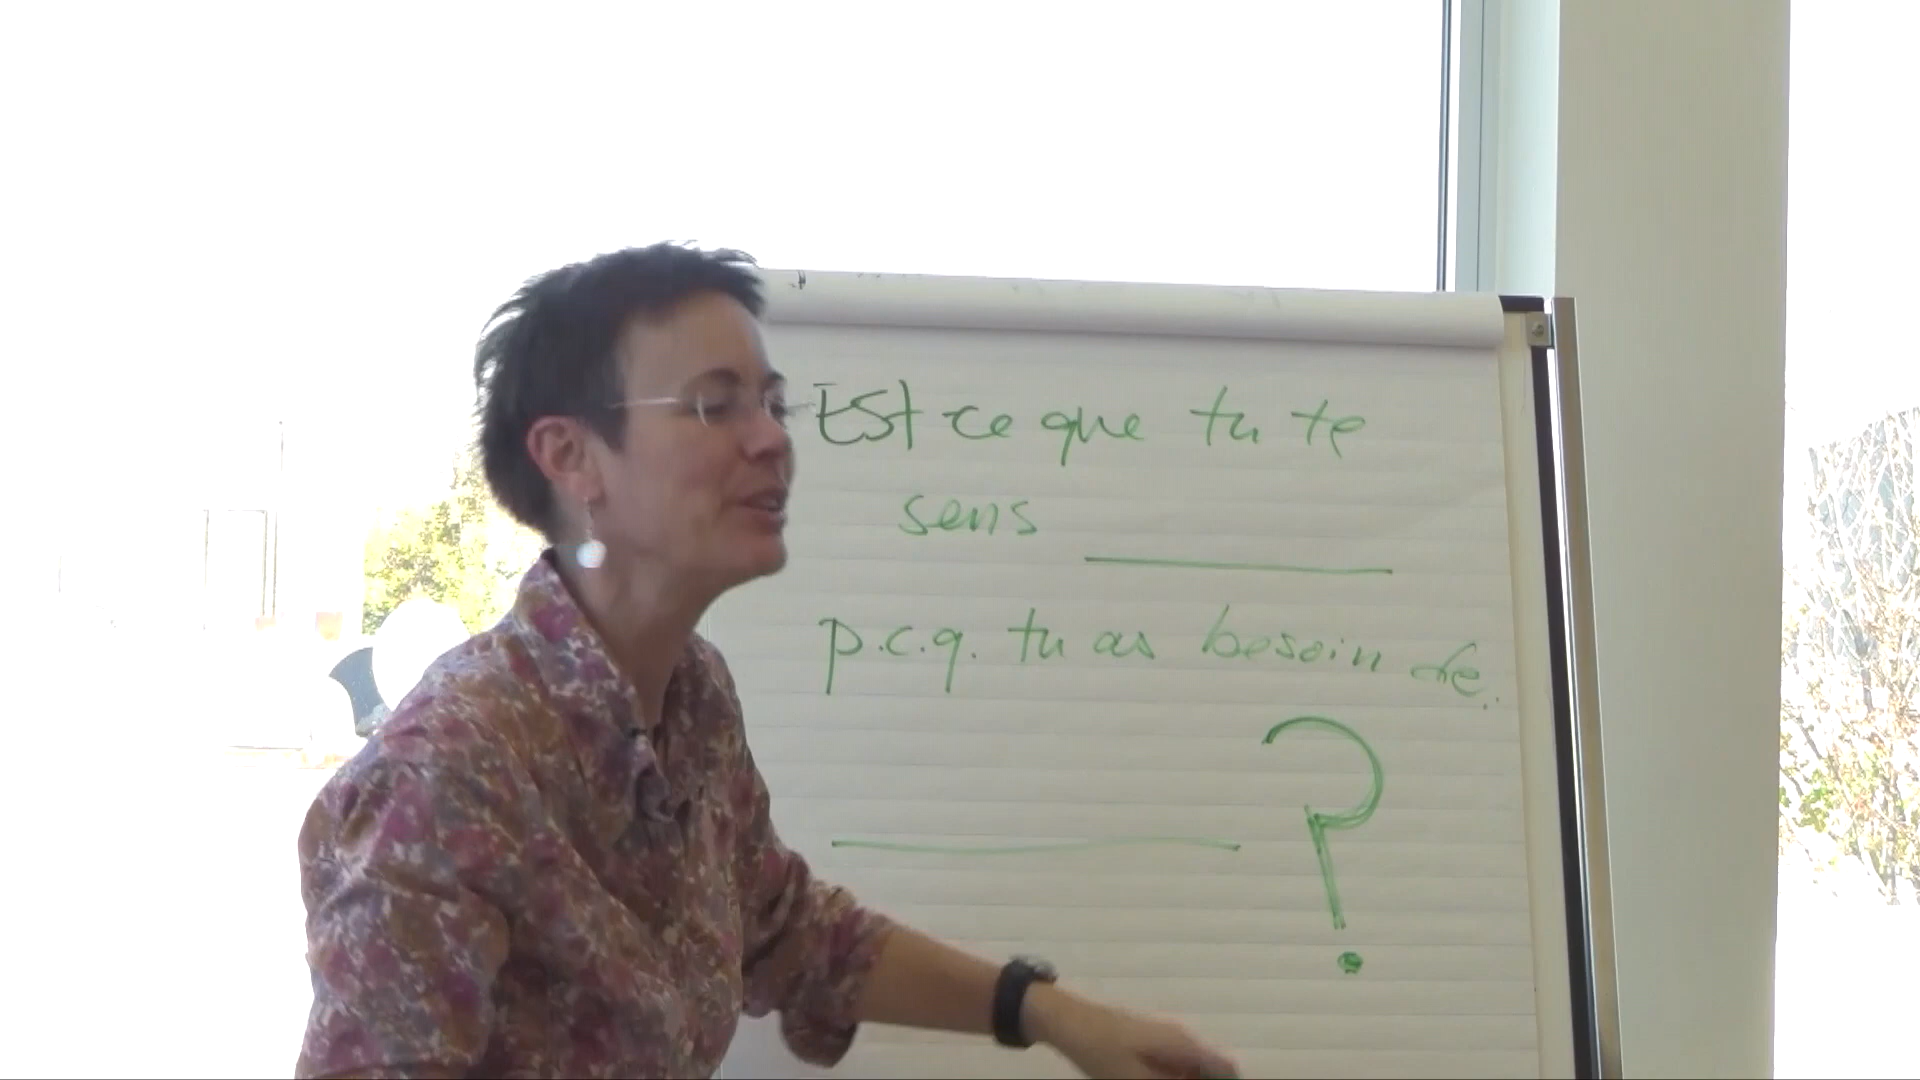 Est ce que tu te
sens
p.c.q. tu as besoin de.
?